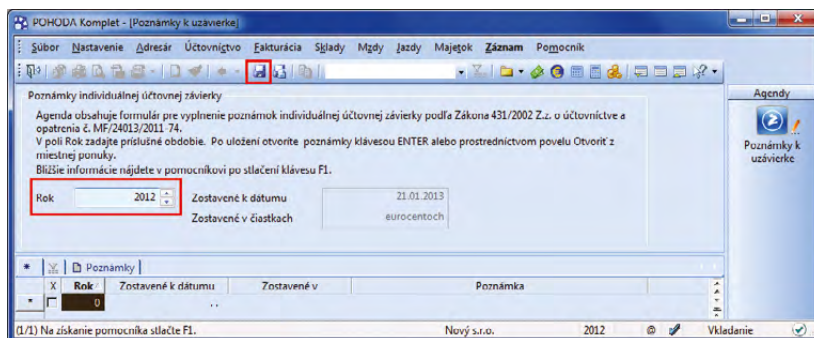 POHODA Komplet - [Poznámky k uzávierke]
Súbor Nastavenie Adresár Účtovníctvo Fakturácia Sklady Mzdy Jazdy Majetok Záznam Pomocník
Poznámky individuálnej účtovnej závierky
Agenda obsahuje formulár pre vyplnenie poznámok individuálnej účtovnej závierky podľa Zákona 431/2002 Z.z. o účtovníctve a
opatrenia č. MF/24013/2011-74.
V poli Rok zadajte príslušné obdobie. Po uložení otvoríte poznámky klávesou ENTER alebo prostredníctvom povelu Otvoriť z
miestnej ponuky.
Bližšie informácie nájdete v pomocníkovi po stlačení klávesu F1.
Rok 2012 Zostavené k dátumu 21.01.2013
Zostavené v čiastkach eurocentoch
Agendy
Poznámky k
uzávierke
* Poznámky
X Rok Zostavené k dátumu Zostavené v Poznámka
* 0 . .
(1/1) Na získanie pomocníka stlačte F1. Nový s.r.o. 2012 @ Vkladanie